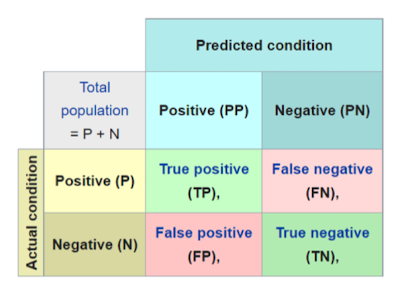 Predicted condition
Total
population
= P + N
Positive (PP)
Negative (PN)
Actual condition
Positive (P)
True positive
(TP),
False negative
(FN),
Negative (N)
False positive
(FP),
True negative
(TN),